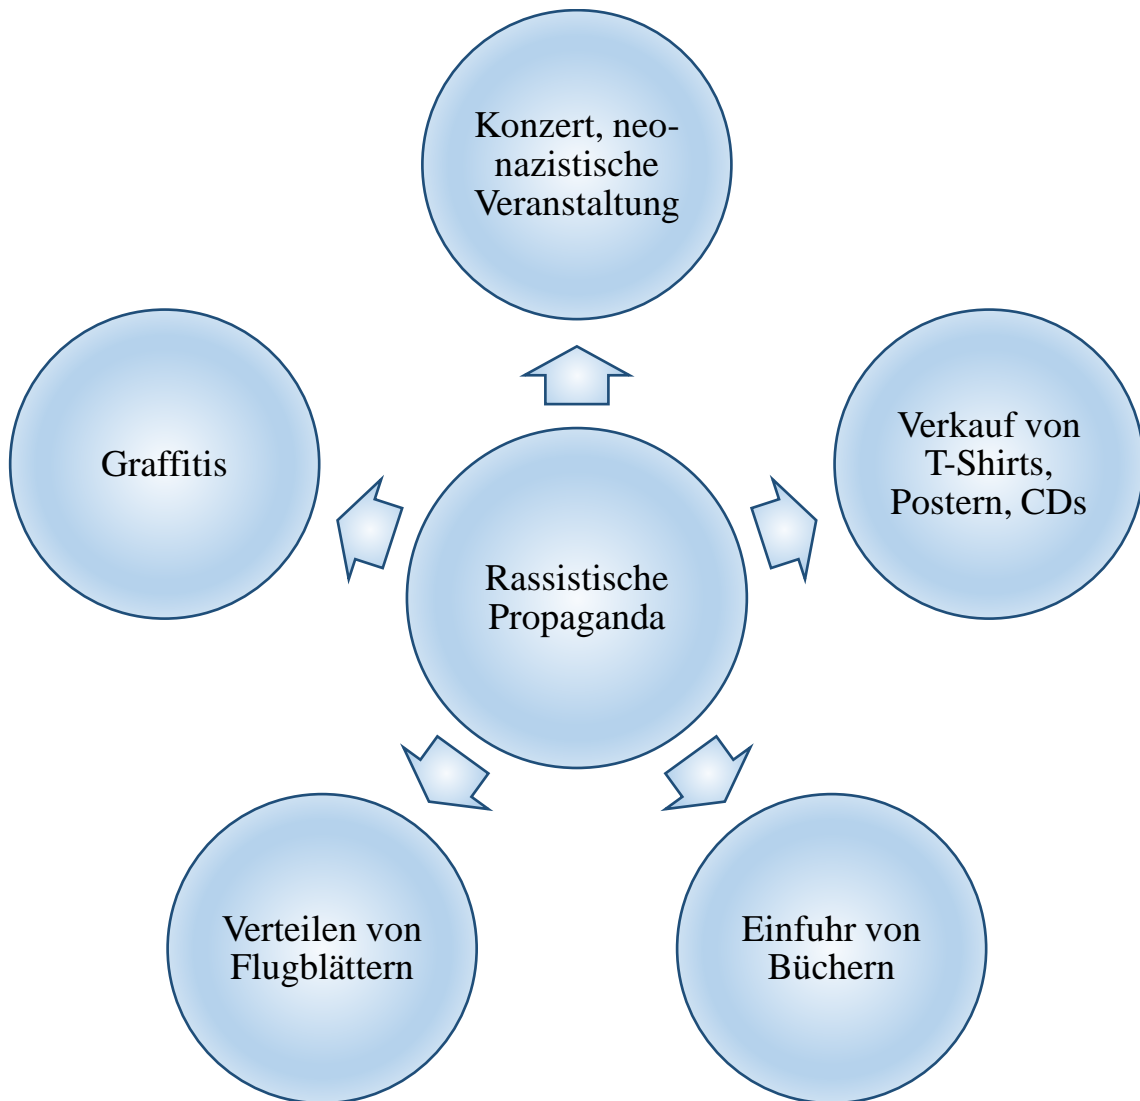 Konzert, neo-
nazistische
Veranstaltung
Graffitis
Verkauf von
T-Shirts,
Postern, CDs
Rassistische
Propaganda
Verteilen von
Flugblättern
Einfuhr von
Büchern